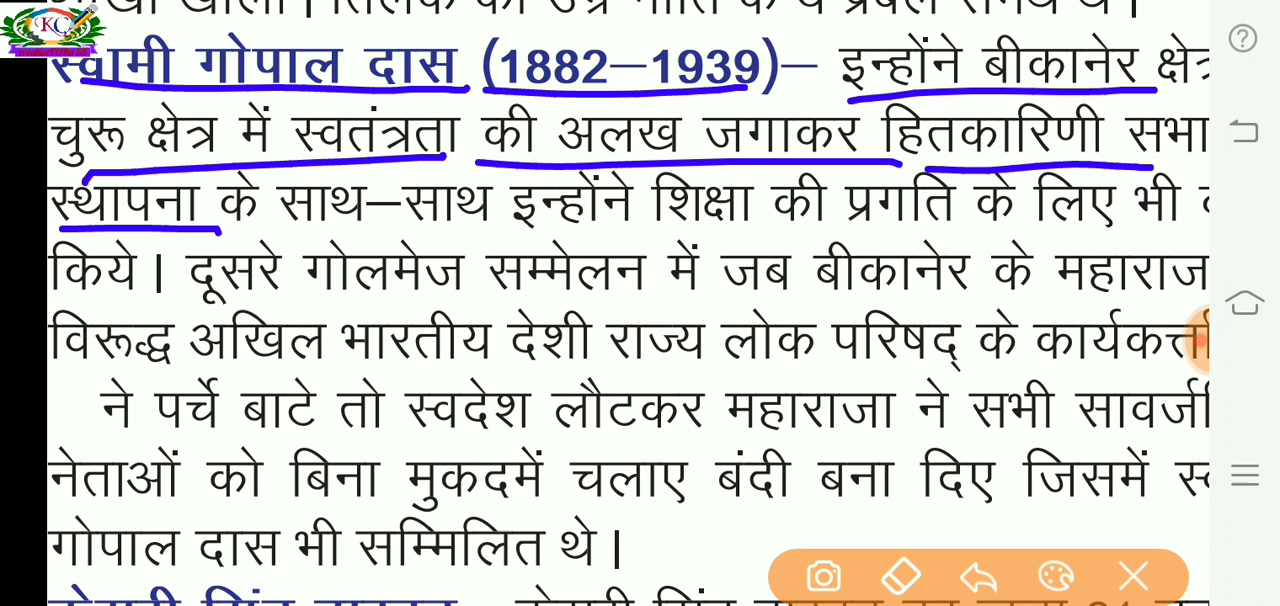 KC
स्वामी गोपाल दास (1882–1939)– इन्होंने बीकानेर क्षेत्र
चुरू क्षेत्र में स्वतंत्रता की अलख जगाकर हितकारिणी सभा
स्थापना के साथ–साथ इन्होंने शिक्षा की प्रगति के लिए भी
किये। दूसरे गोलमेज सम्मेलन में जब बीकानेर के महाराज
विरूद्ध अखिल भारतीय देशी राज्य लोक परिषद् के
ने पर्चे बाटे तो स्वदेश लौटकर महाराजा ने सभी
नेताओं को बिना मुकदमें चलाए बंदी बना दिए जिसमें
गोपाल दास भी सम्मिलित थे।